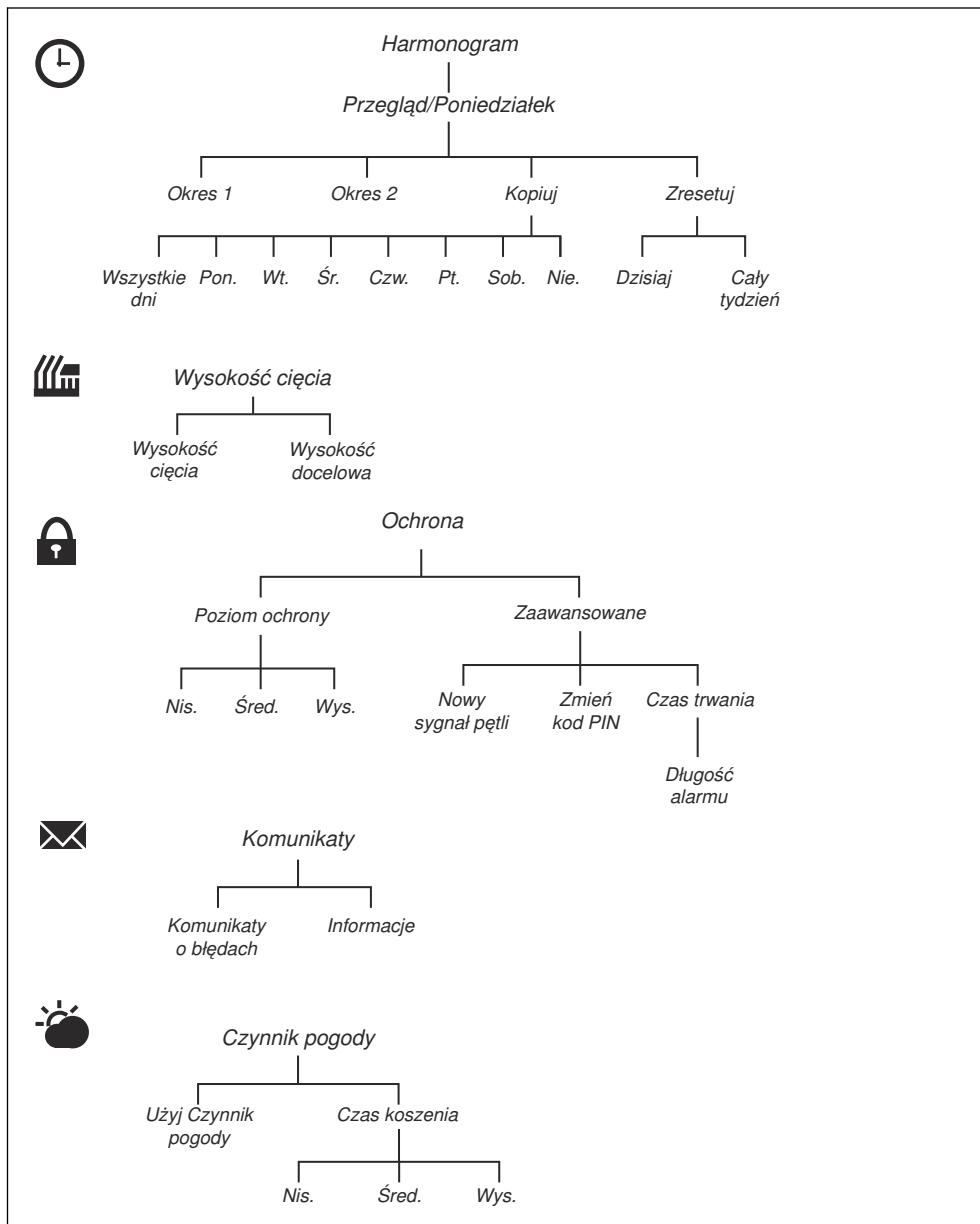 Harmonogram
Przegląd/Poniedziałek
Okres 1 Okres 2 Kopiuj Zresetuj
Wszystkie dni Pon. Wt. Śr. Czw. Pt. Sob. Nie. Dzisiaj Cały tydzień
Wysokość cięcia
Wysokość cięcia
Wysokość docelowa
Ochrona
Poziom ochrony Zaawansowane
Nis. Śred. Wys.
Nowy sygnał pętli
Zmień kod PIN
Czas trwania
Długość alarmu
Komunikaty
Komunikaty o błędach
Informacje
Czynnik pogody
Użyj Czynnik pogody
Czas koszenia
Nis. Śred. Wys.